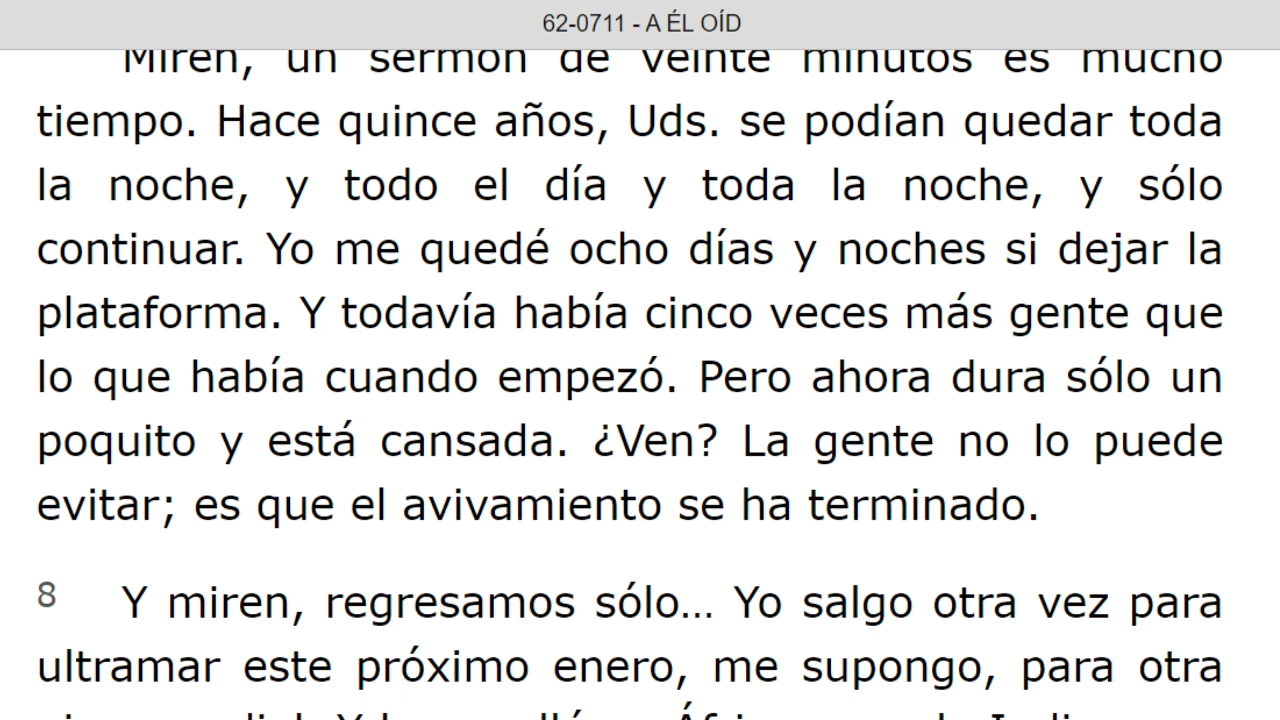 62-0711 - A ÉL OÍD
Miren, un sermón de veinte minutos es mucho
tiempo. Hace quince años, Uds. se podían quedar toda
la noche, y todo el día y toda la noche, y sólo
continuar. Yo me quedé ocho días y noches si dejar la
plataforma. Y todavía había cinco veces más gente que
lo que había cuando empezó. Pero ahora dura sólo un
poquito y está cansada. ¿Ven? La gente no lo puede
evitar; es que el avivamiento se ha terminado.
8 Y miren, regresamos sólo... Yo salgo otra vez para
ultramar este próximo enero, me supongo, para otra